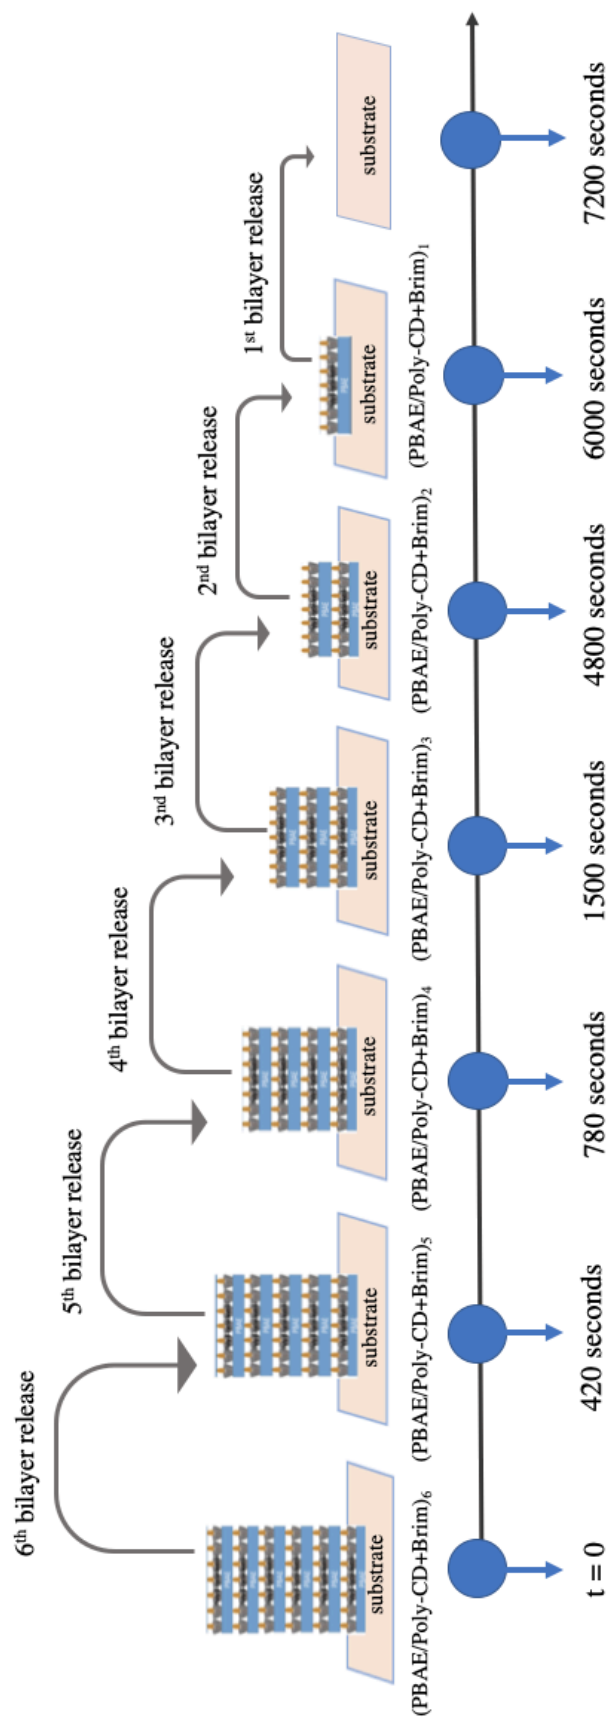 6th bilayer release
5th bilayer release
4th bilayer release
3nd bilayer release
2nd bilayer release
1st bilayer release
substrate
substrate
substrate
substrate
substrate
substrate
substrate
(PBAE/Poly-CD+Brim)6
(PBAE/Poly-CD+Brim)5
(PBAE/Poly-CD+Brim)4
(PBAE/Poly-CD+Brim)3
(PBAE/Poly-CD+Brim)2
(PBAE/Poly-CD+Brim)1
t = 0
420 seconds
780 seconds
1500 seconds
4800 seconds
6000 seconds
7200 seconds